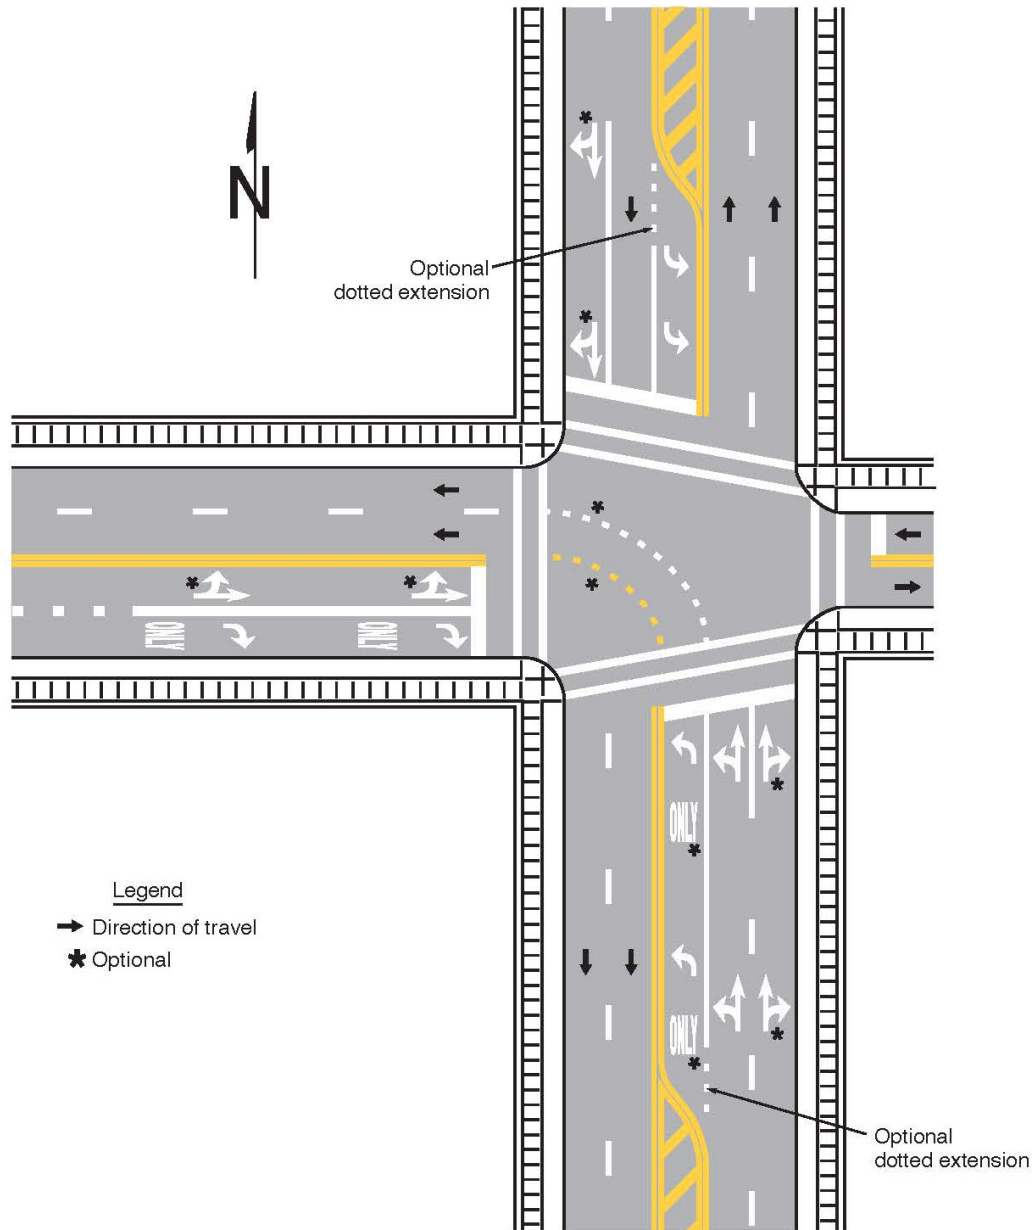 N
Optional
dotted extension
ONLY
ONLY
ONLY
ONLY
Legend
Direction of travel
* Optional
Optional
dotted extension